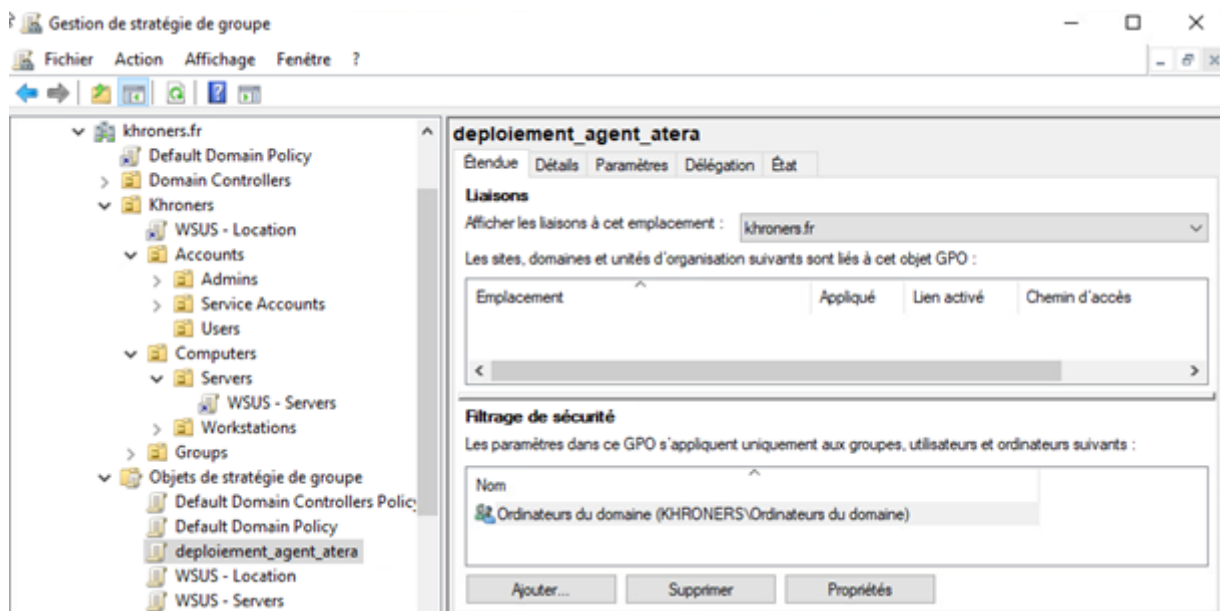 Gestion de stratégie de groupe
Fichier Action Affichage Fenêtre ?
khroners.fr
Default Domain Policy
Domain Controllers
Khroners
WSUS - Location
Accounts
Admins
Service Accounts
Users
Computers
Servers
WSUS - Servers
Workstations
Groups
Objets de stratégie de groupe
Default Domain Controllers Policy
Default Domain Policy
deploiement_agent_atera
WSUS - Location
WSUS - Servers
deploiement_agent_atera
Étendue Détails Paramètres Délégation État
Liaisons
Afficher les liaisons à cet emplacement : khroners.fr
Les sites, domaines et unités d'organisation suivants sont liés à cet objet GPO :
Emplacement Appliqué Lien activé Chemin d'accès
Filtrage de sécurité
Les paramètres dans ce GPO s'appliquent uniquement aux groupes, utilisateurs et ordinateurs suivants :
Nom
Ordinateurs du domaine (KHRONERS\Ordinateurs du domaine)
Ajouter... Supprimer Propriétés